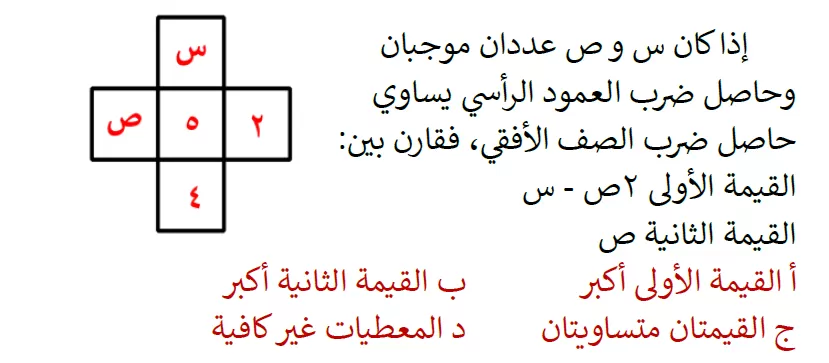 إذا كان س و ص عددان موجبان
وحاصل ضرب العمود الرأسي يساوي
حاصل ضرب الصف الأفقي، فقارن بين:
القيمة الأولى ٢ص - س
القيمة الثانية ص
س
٢ ٥ ص
٤
أ القيمة الأولى أكبر ب القيمة الثانية أكبر
ج القيمتان متساويتان د المعطيات غير كافية